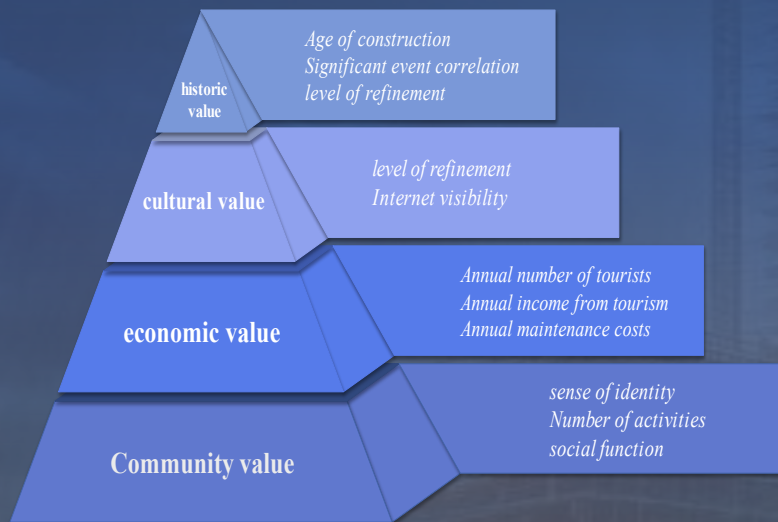 historic
value
Age of construction
Significant event correlation
level of refinement
cultural value
level of refinement
Internet visibility
economic value
Annual number of tourists
Annual income from tourism
Annual maintenance costs
Community value
sense of identity
Number of activities
social function